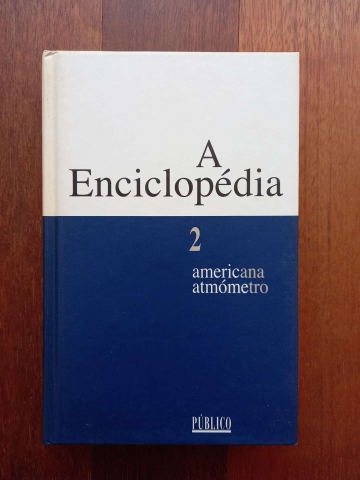 A
Enciclopédia
2
americana
atmómetro
PÚBLICO